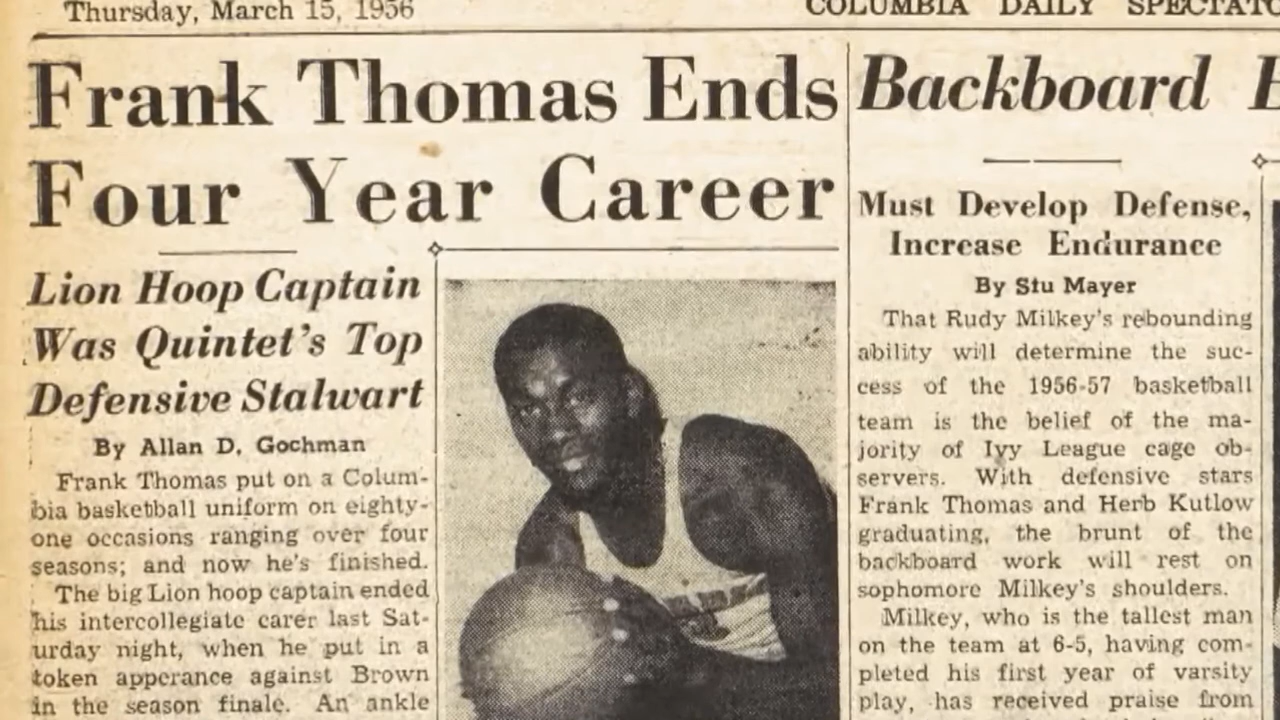 Thursday, March 15, 1956
COLUMBIA DAILY
Frank Thomas Ends
Four Year Career
Lion Hoop Captain
Was Quintet's Top
Defensive Stalwart
By Allan D. Gochman
Frank Thomas put on a Colum-
bia basketball uniform on eighty-
one occasions ranging over four
seasons; and now he's finished.
The big Lion hoop captain ended
his intercollegiate carer last Sat-
urday night, when he put in a
token apperance against Brown
in the season finale. An ankle
Backboard
Must Develop Defense,
Increase Endurance
By Stu Mayer
That Rudy Milkey's rebounding
ability will determine the suc-
cess of the 1956-57 basketball
team is the belief of the ma-
jority of Ivy League cage ob-
servers. With defensive stars
Frank Thomas and Herb Kutlow
graduating, the brunt of the
backboard work will rest on
sophomore Milkey's shoulders.
Milkey, who is the tallest man
on the team at 6-5, having com-
pleted his first year of varsity
play, has received praise from